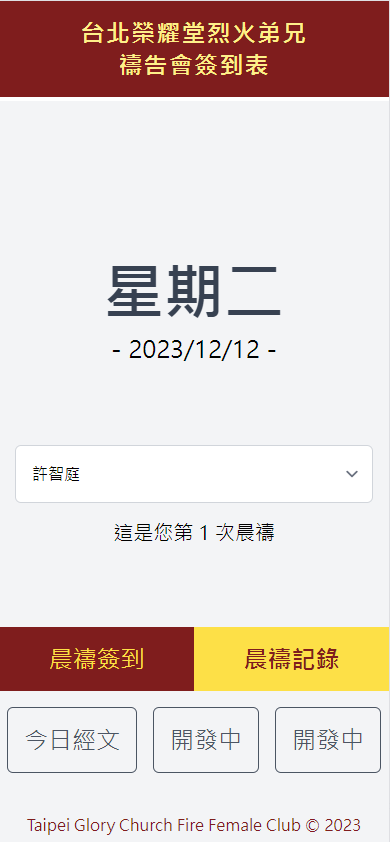 台北榮耀堂烈火弟兄
禱告會簽到表
星期二
- 2023/12/12 -
許智庭
這是您第 1 次晨禱
晨禱簽到
晨禱記錄
今日經文
開發中
開發中
Taipei Glory Church Fire Female Club © 2023